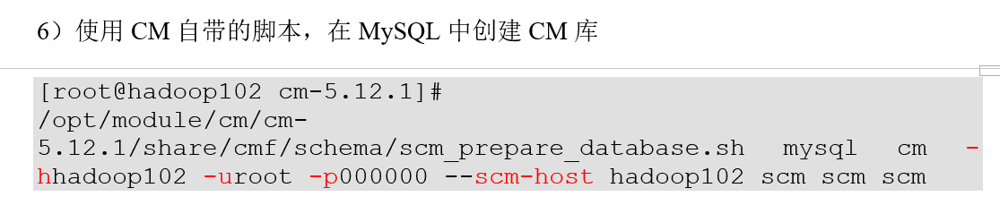 6）使用 CM 自带的脚本，在 MySQL 中创建 CM 库
[root@hadoop102 cm-5.12.1]#
/opt/module/cm/cm-
5.12.1/share/cmf/schema/scm_prepare_database.sh mysql cm -
hhadoop102 -uroot -p000000 --scm-host hadoop102 scm scm scm